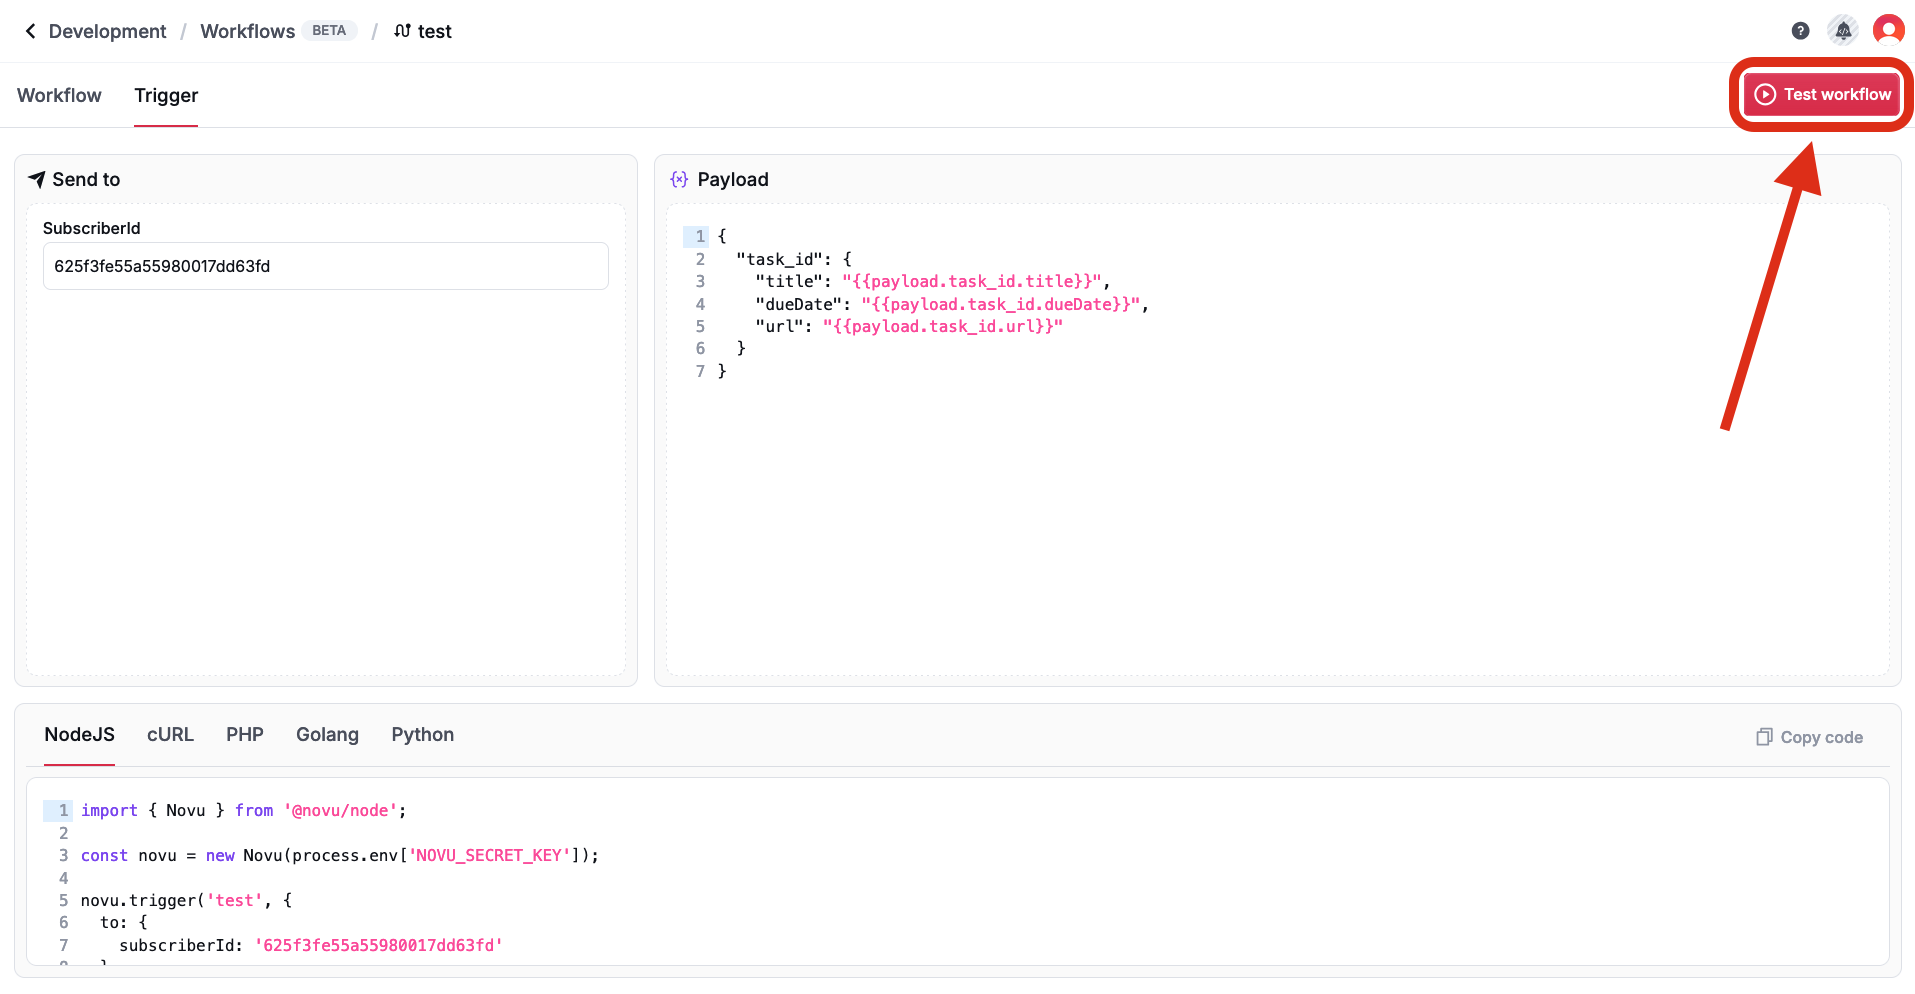 Development / Workflows BETA / test
?
Workflow Trigger
Test workflow
Send to
SubscriberId
625f3fe55a55980017dd63fd
Payload
1 {
2 "task_id": {
3 "title": "{{payload.task_id.title}}",
4 "dueDate": "{{payload.task_id.dueDate}}",
5 "url": "{{payload.task_id.url}}"
6 }
7 }
NodeJS cURL PHP Golang Python
Copy code
1 import { Novu } from '@novu/node';
2
3 const novu = new Novu(process.env['NOVU_SECRET_KEY']);
4
5 novu.trigger('test', {
6 to: {
7 subscriberId: '625f3fe55a55980017dd63fd'